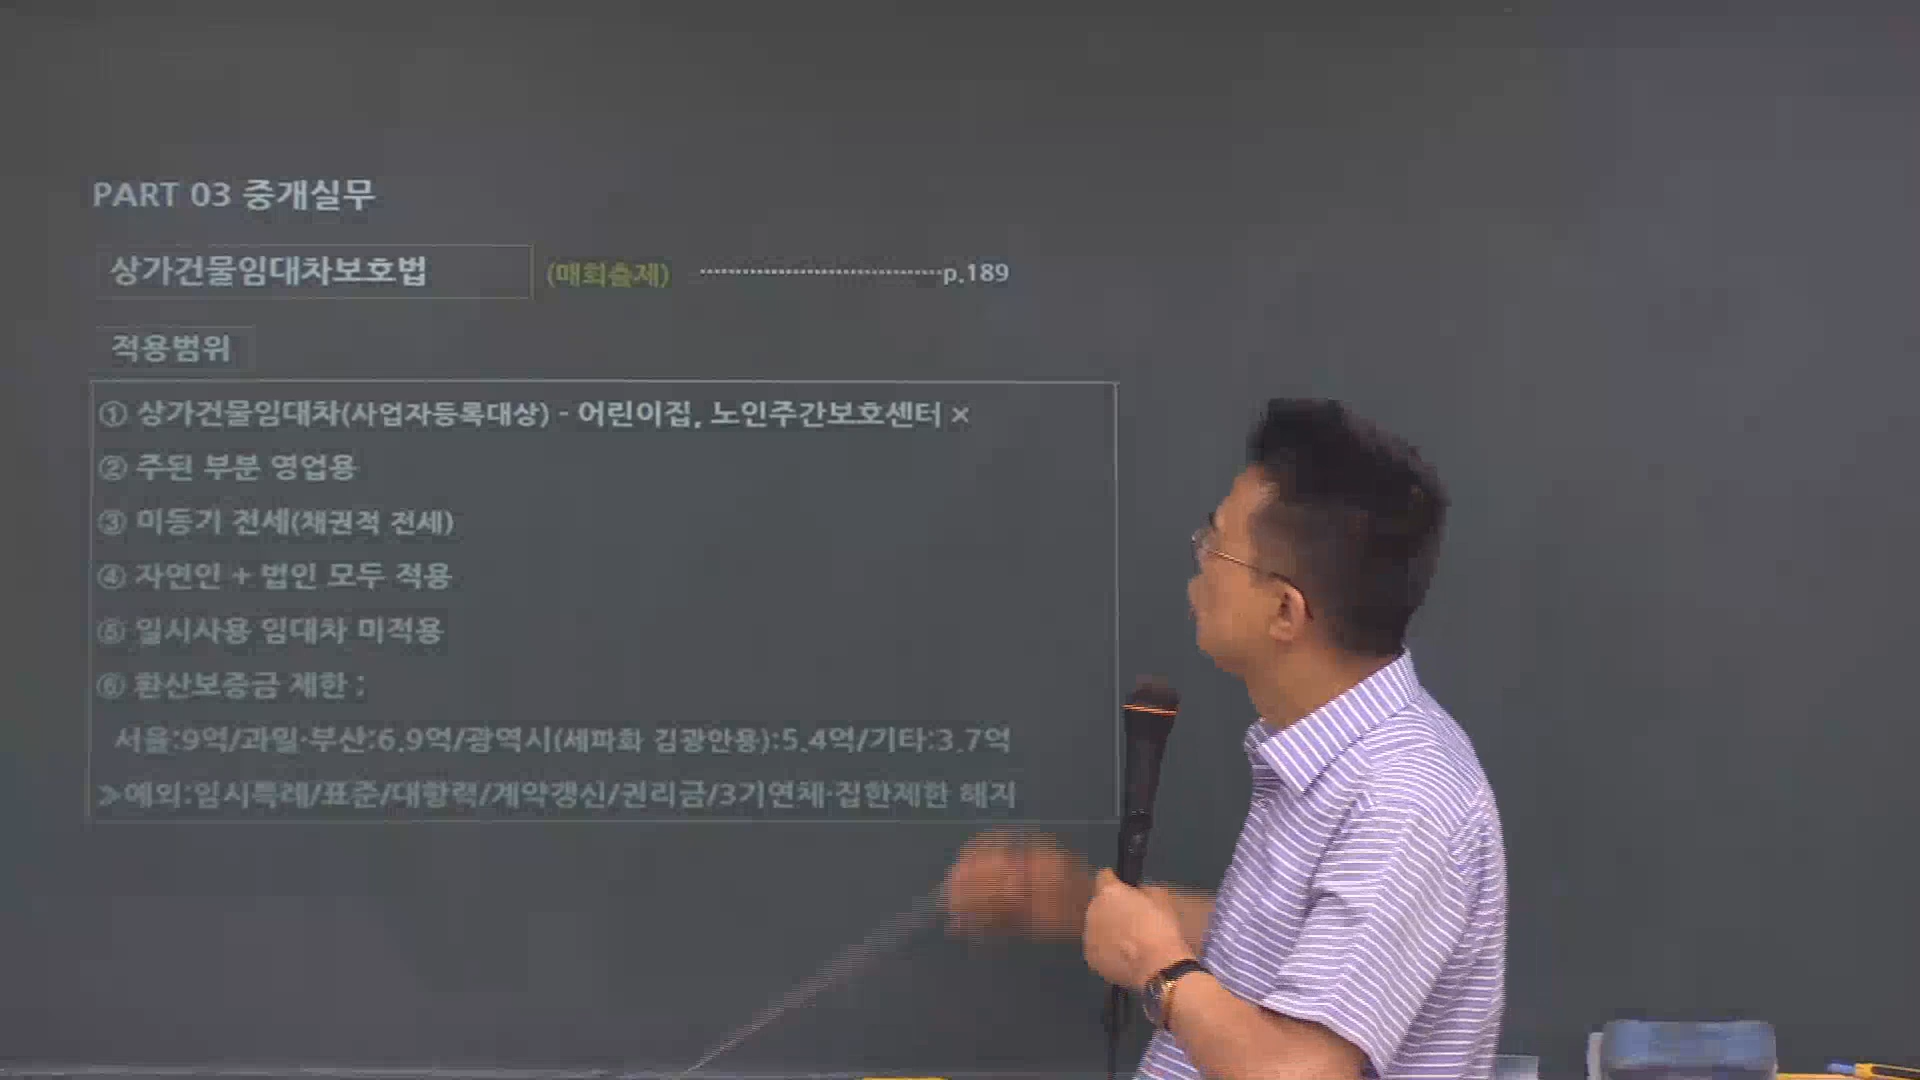 PART 03 중개실무
상가건물임대차보호법 (매회출제) ------------------------------p.189
적용범위
① 상가건물임대차(사업자등록대상) - 어린이집, 노인주간보호센터 ×
② 주된 부분 영업용
③ 미등기 전세(채권적 전세)
④ 자연인 + 법인 모두 적용
⑤ 일시사용 임대차 미적용
⑥ 환산보증금 제한 :
서울:9억/과밀·부산:6.9억/광역시(세파화 김광안용):5.4억/기타:3.7억
➢예외:임시특례/표준/대항력/계약갱신/권리금/3기연체·집한제한 해지